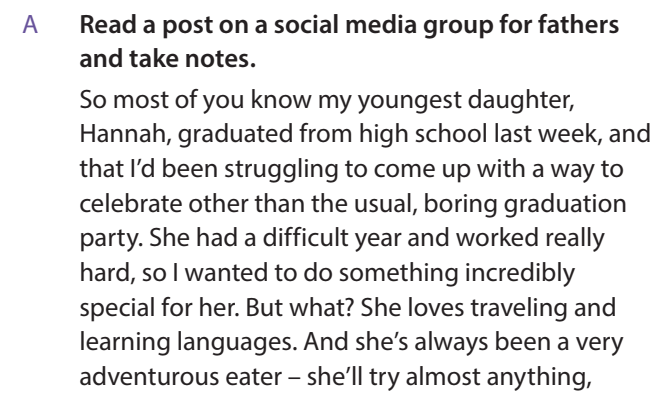 A Read a post on a social media group for fathers
and take notes.
So most of you know my youngest daughter,
Hannah, graduated from high school last week, and
that I’d been struggling to come up with a way to
celebrate other than the usual, boring graduation
party. She had a difficult year and worked really
hard, so I wanted to do something incredibly
special for her. But what? She loves traveling and
learning languages. And she’s always been a very
adventurous eater – she’ll try almost anything,